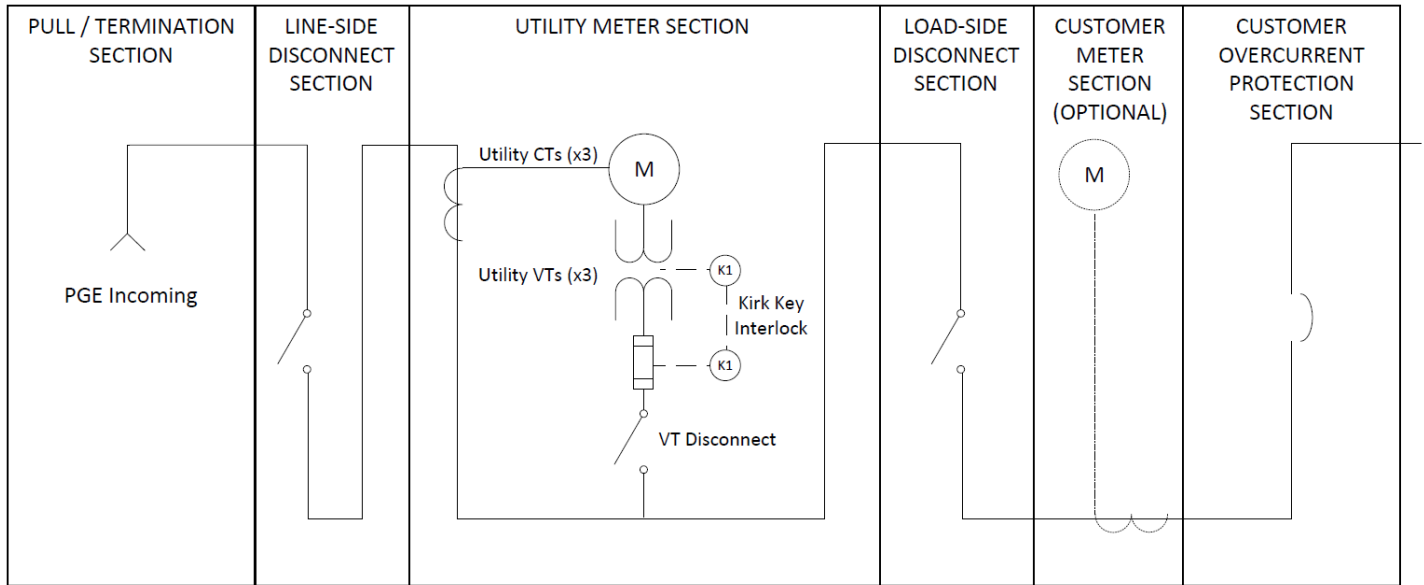 PULL / TERMINATION
SECTION
LINE-SIDE
DISCONNECT
SECTION
UTILITY METER SECTION
LOAD-SIDE
DISCONNECT
SECTION
CUSTOMER
METER
SECTION
(OPTIONAL)
CUSTOMER
OVERCURRENT
PROTECTION
SECTION
PGE Incoming
Utility CTs (x3)
M
Utility VTs (x3)
K1
Kirk Key
Interlock
K1
VT Disconnect
M